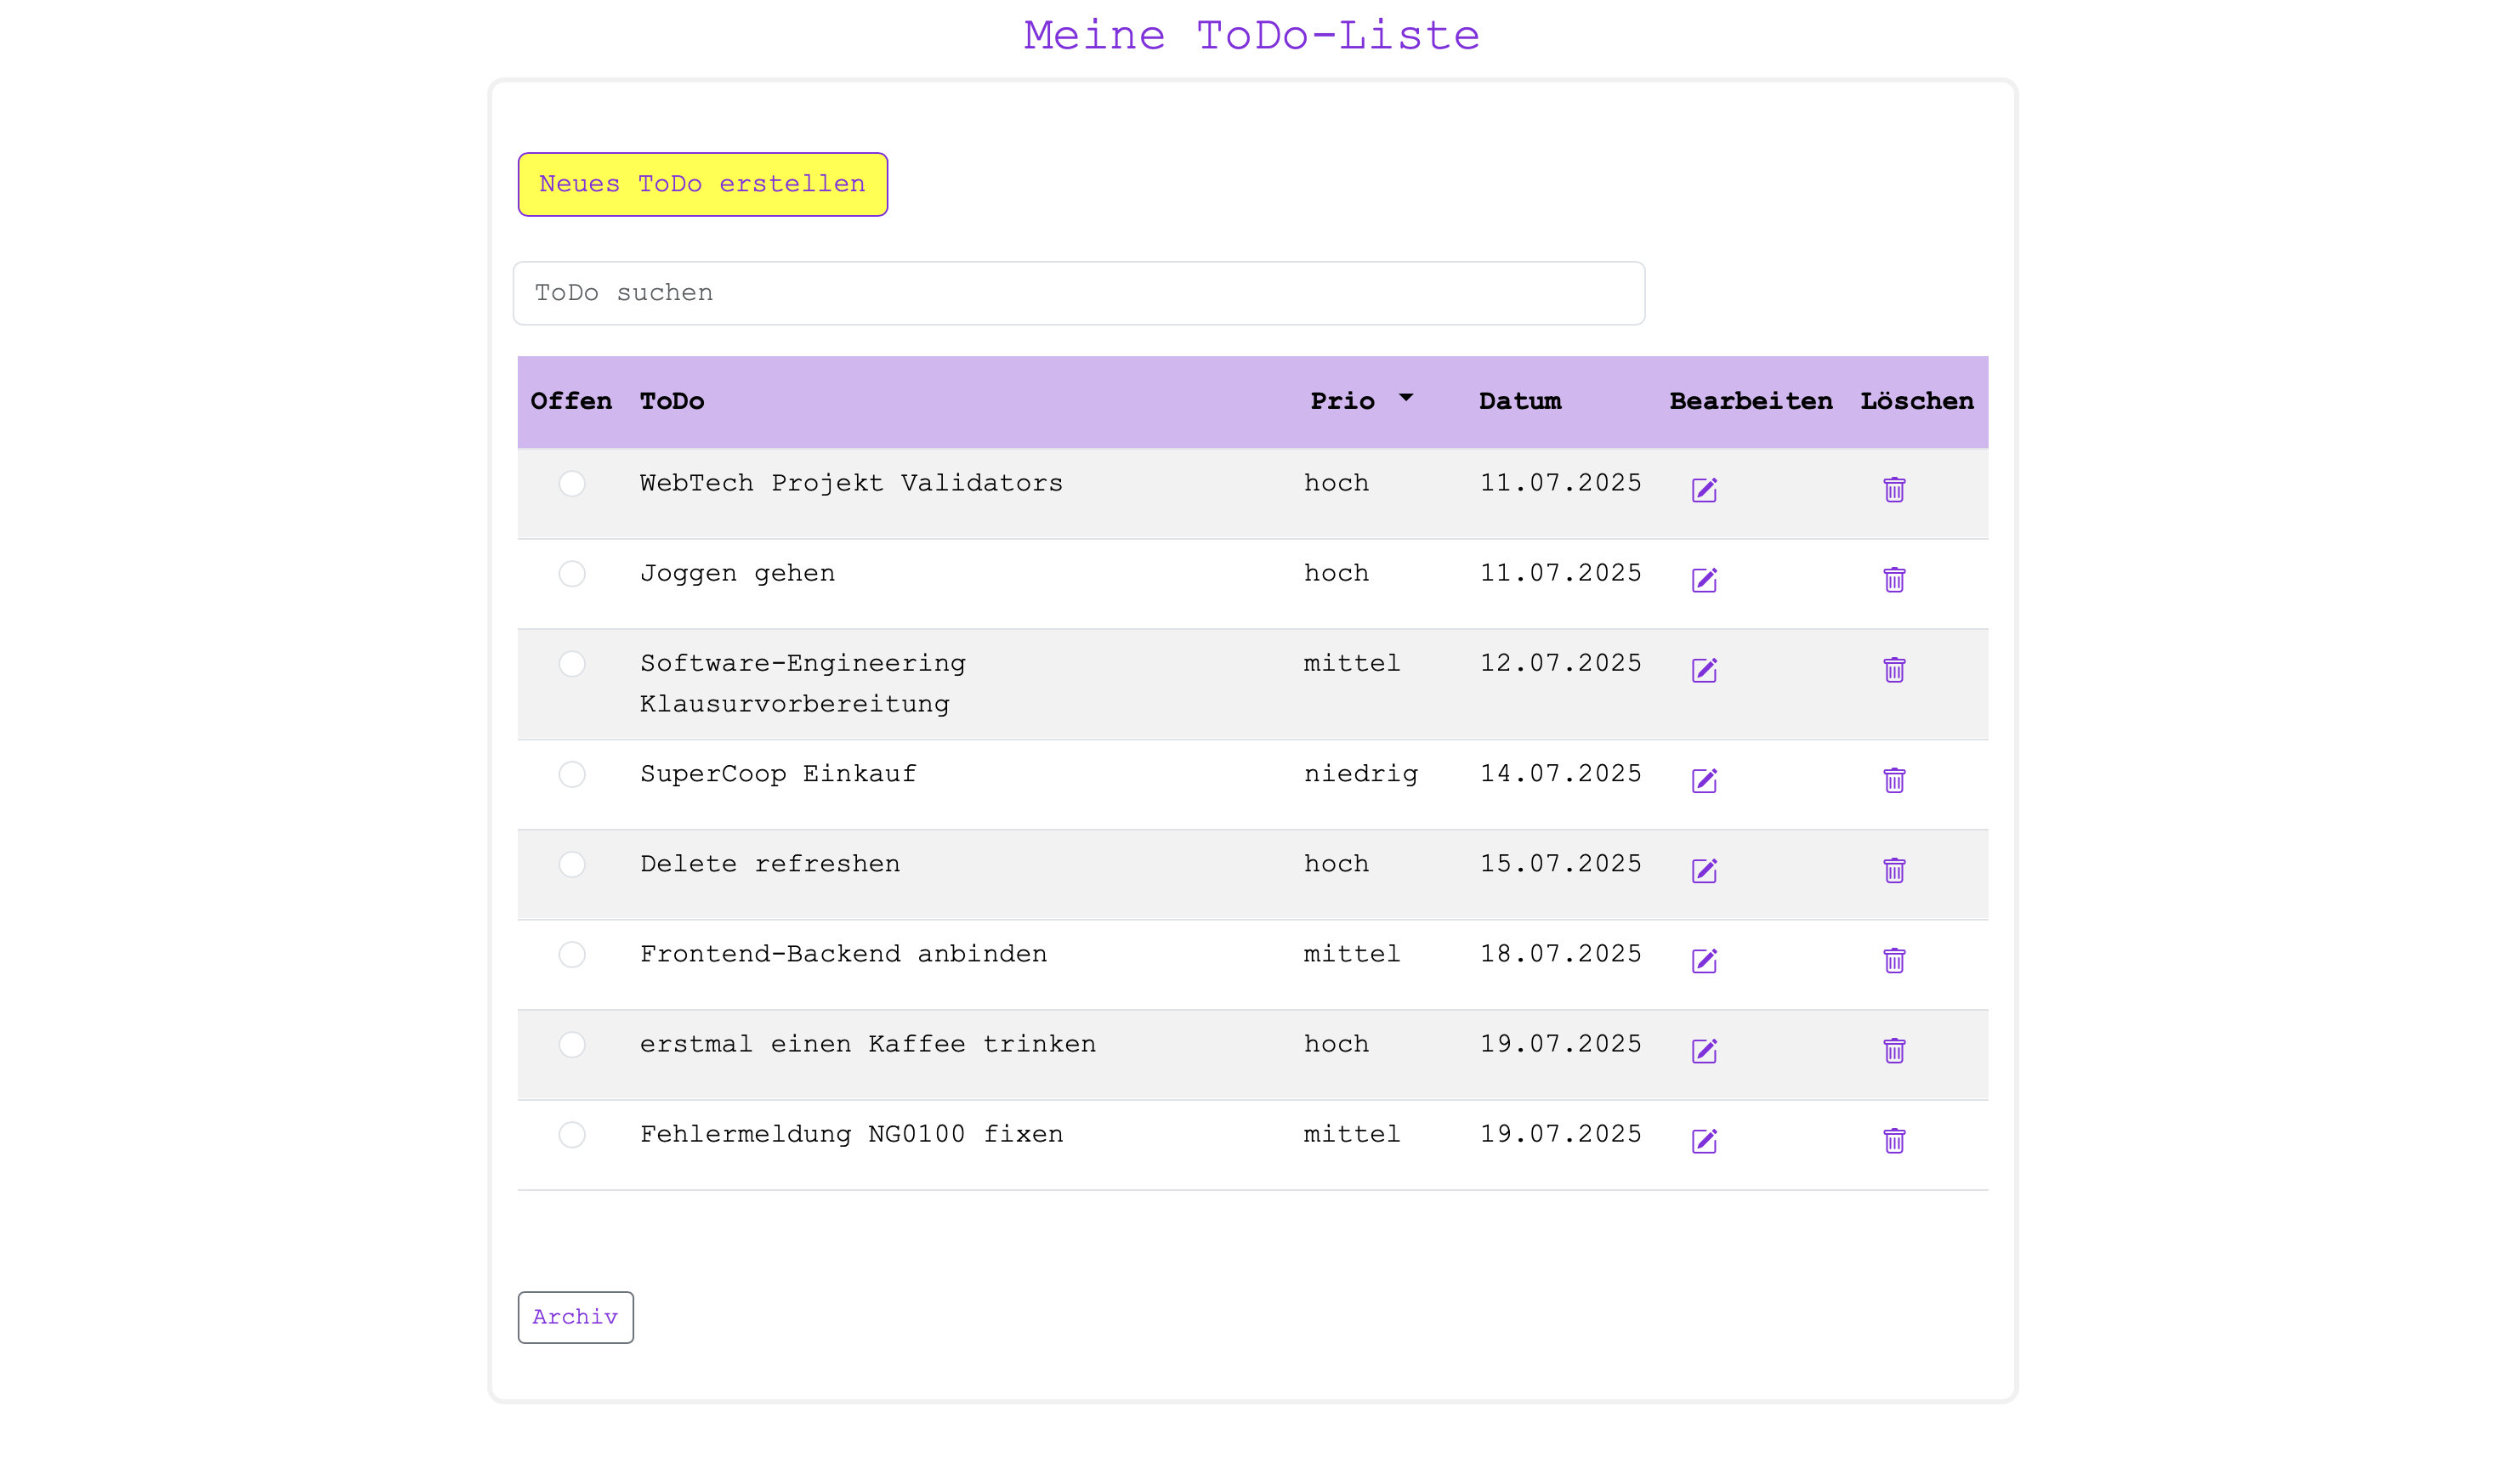 Meine ToDo-Liste
Neues ToDo erstellen
ToDo suchen
Offen ToDo Prio Datum Bearbeiten Löschen
WebTech Projekt Validators hoch 11.07.2025
Joggen gehen hoch 11.07.2025
Software-Engineering mittel 12.07.2025
Klausurvorbereitung
SuperCoop Einkauf niedrig 14.07.2025
Delete refreshen hoch 15.07.2025
Frontend-Backend anbinden mittel 18.07.2025
erstmal einen Kaffee trinken hoch 19.07.2025
Fehlermeldung NG0100 fixen mittel 19.07.2025
Archiv